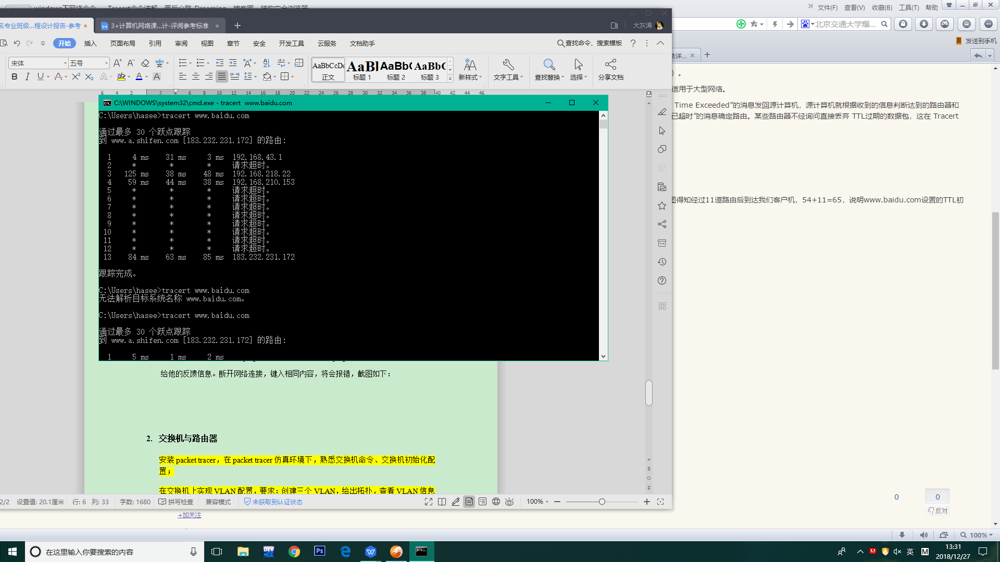 windows下网络命令 - Tracert命令详解 - 雨后心路-Dreaming - 博客园 - 猎豹安全浏览器
文件(F) 查看(V) 收藏(B) 工具(T) 帮助
名专业班级...程设计报告-参考
3+计算机网络课...计-评阅参考标准
大灰涛
北京交通大学爆...
发送到手机
开始 插入 页面布局 引用 审阅 视图 章节 安全 开发工具 云服务 文档助手
查找命令、搜索模板
宋体 五号
AaBbCcDd AaBl AaBb( AaBbC
正文 标题 1 标题 2 标题 3
新样式 文字工具 查找替换 选择 分享文档
法详...
6 4 2 2 4 6 8 10 12 14 16 18 20 22 24 26 28 30 32 34 36 38 40 42 44 46
C:\WINDOWS\system32\cmd.exe - tracert www.baidu.com
C:\Users\hasee>tracert www.baidu.com
通过最多 30 个跃点跟踪
到 www.a.shifen.com [183.232.231.172] 的路由:
1 4 ms 31 ms 3 ms 192.168.43.1
2 * * * 请求超时。
3 125 ms 38 ms 48 ms 192.168.218.22
4 59 ms 44 ms 38 ms 192.168.210.153
5 * * * 请求超时。
6 * * * 请求超时。
7 * * * 请求超时。
8 * * * 请求超时。
9 * * * 请求超时。
10 * * * 请求超时。
11 * * * 请求超时。
12 * * * 请求超时。
13 84 ms 63 ms 85 ms 183.232.231.172
跟踪完成。
C:\Users\hasee>tracert www.baidu.com
无法解析目标系统名称 www.baidu.com。
C:\Users\hasee>tracert www.baidu.com
通过最多 30 个跃点跟踪
到 www.a.shifen.com [183.232.231.172] 的路由:
1 5 ms 1 ms 2 ms
) 。
适用于大型网络。
Time Exceeded”的消息发回源计算机，源计算机就根据收到的信息判断达到的路由器和
已超时”的消息确定路由。某些路由器不经询问直接丢弃 TTL过期的数据包，这在 Tracert
图得知经过11道路由后到达我们客户机，54+11=65，说明www.baidu.com设置的TTL初
给他的反馈信息。断开网络连接，键入相同内容，将会报错，截图如下：
2. 交换机与路由器
安装 packet tracer，在 packet tracer 仿真环境下，熟悉交换机命令、交换机初始化配
置；
在交换机上实现 VLAN 配置，要求：创建三个 VLAN，给出拓扑，查看 VLAN 信息
2/2 设置值: 20.1厘米 行: 6 列: 33 字数: 1680 拼写检查 兼容模式 未获取到认证状态
100%
+加关注
0 0
反对
100%
在这里输入你要搜索的内容
英
13:31
2018/12/27